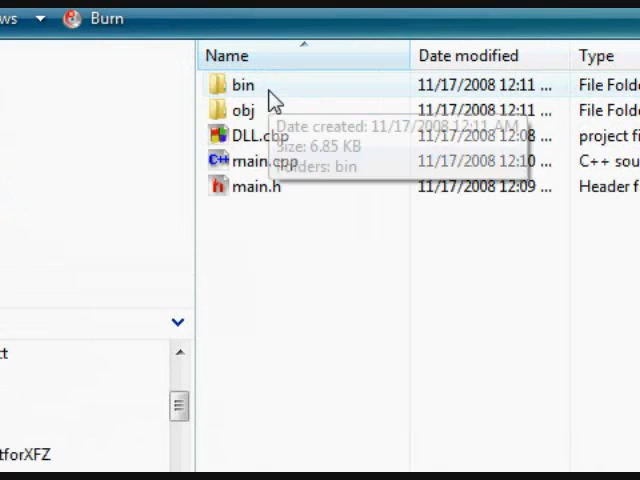 ws Burn
Name Date modified Type
bin 11/17/2008 12:11 ... File Folde
obj 11/17/2008 12:11 ... File Folde
Date created: 11/17/2008 12:11 AM
DLL.cbp 11/17/2008 12:08 ... project fi
Size: 6.85 KB
C++ main.cpp 11/17/2008 12:10 ... C++ sou
Folders: bin
h main.h 11/17/2008 12:09 ... Header f
ct
tforXFZ